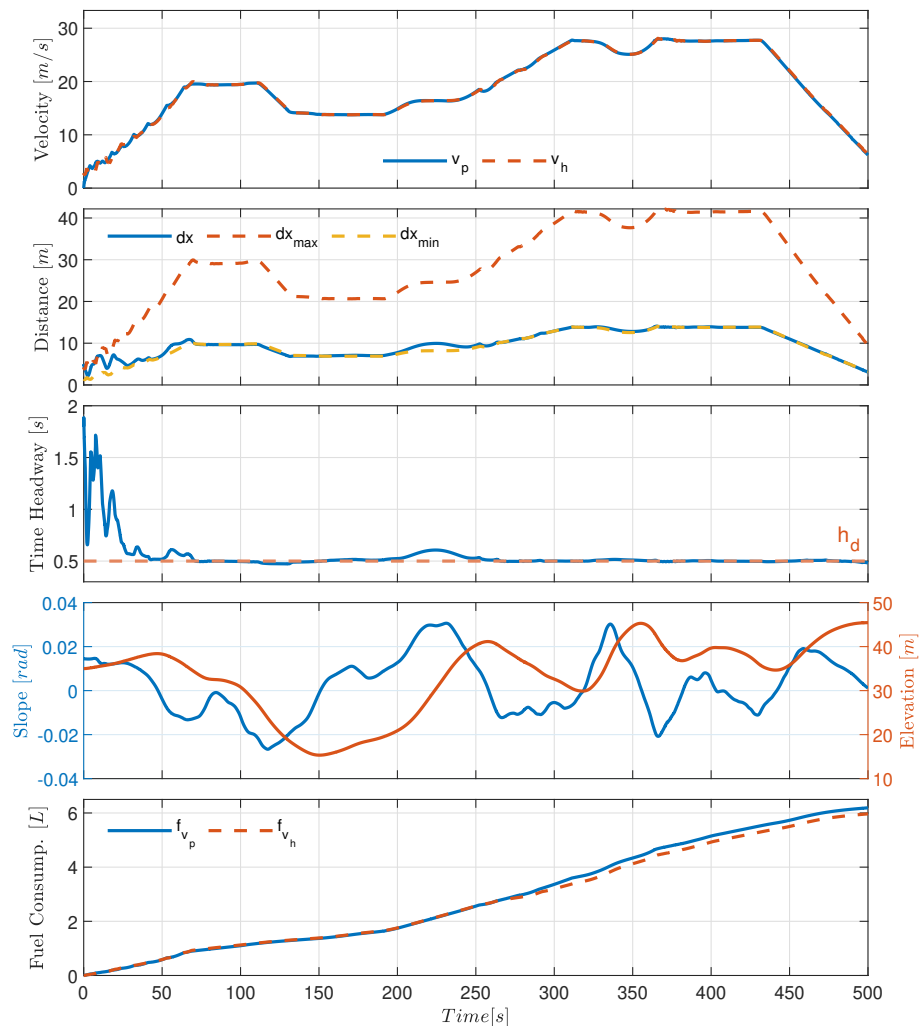 30
20
10
0
Velocity [m/s]
v_p v_h
40
30
20
10
0
Distance [m]
dx dx_max dx_min
2
1.5
1
0.5
Time Headway [s]
h_d
0.04
0.02
0
-0.02
-0.04
Slope [rad]
50
40
30
20
10
Elevation [m]
6
4
2
0
Fuel Consump. [L]
f_v_p f_v_h
0 50 100 150 200 250 300 350 400 450 500
Time[s]